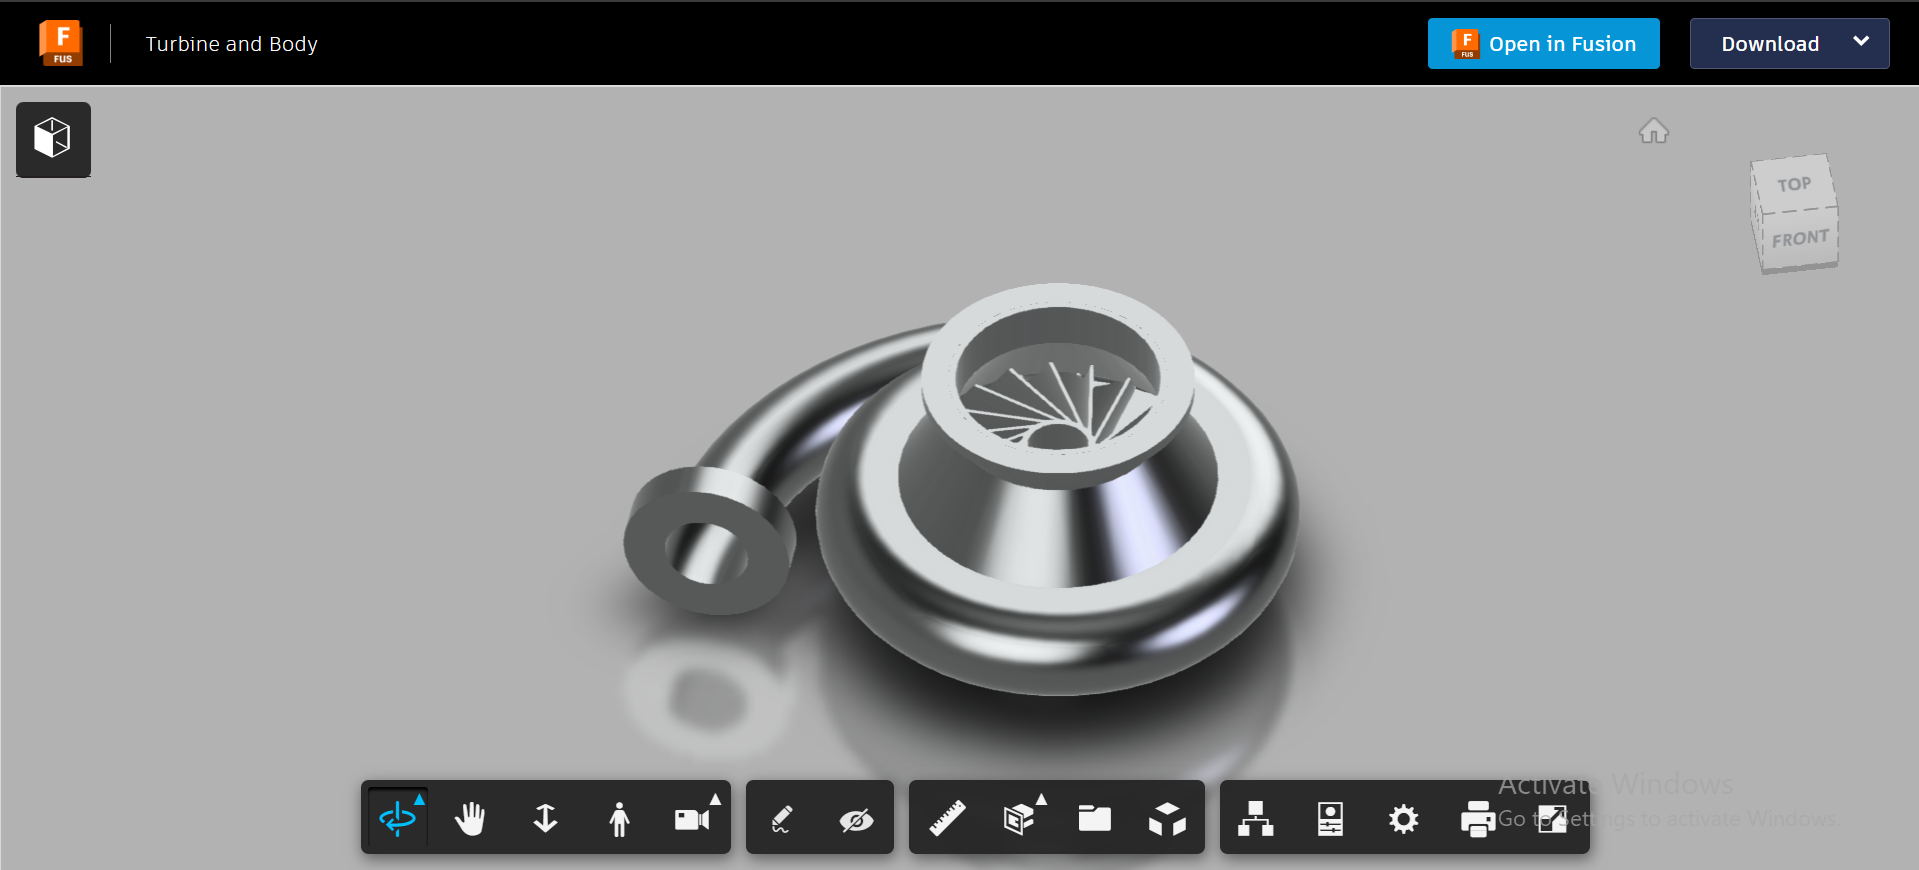 F
FUS
Turbine and Body
F
FUS
Open in Fusion
Download
TOP
FRONT
Activate Windows
Go to Settings to activate Windows.